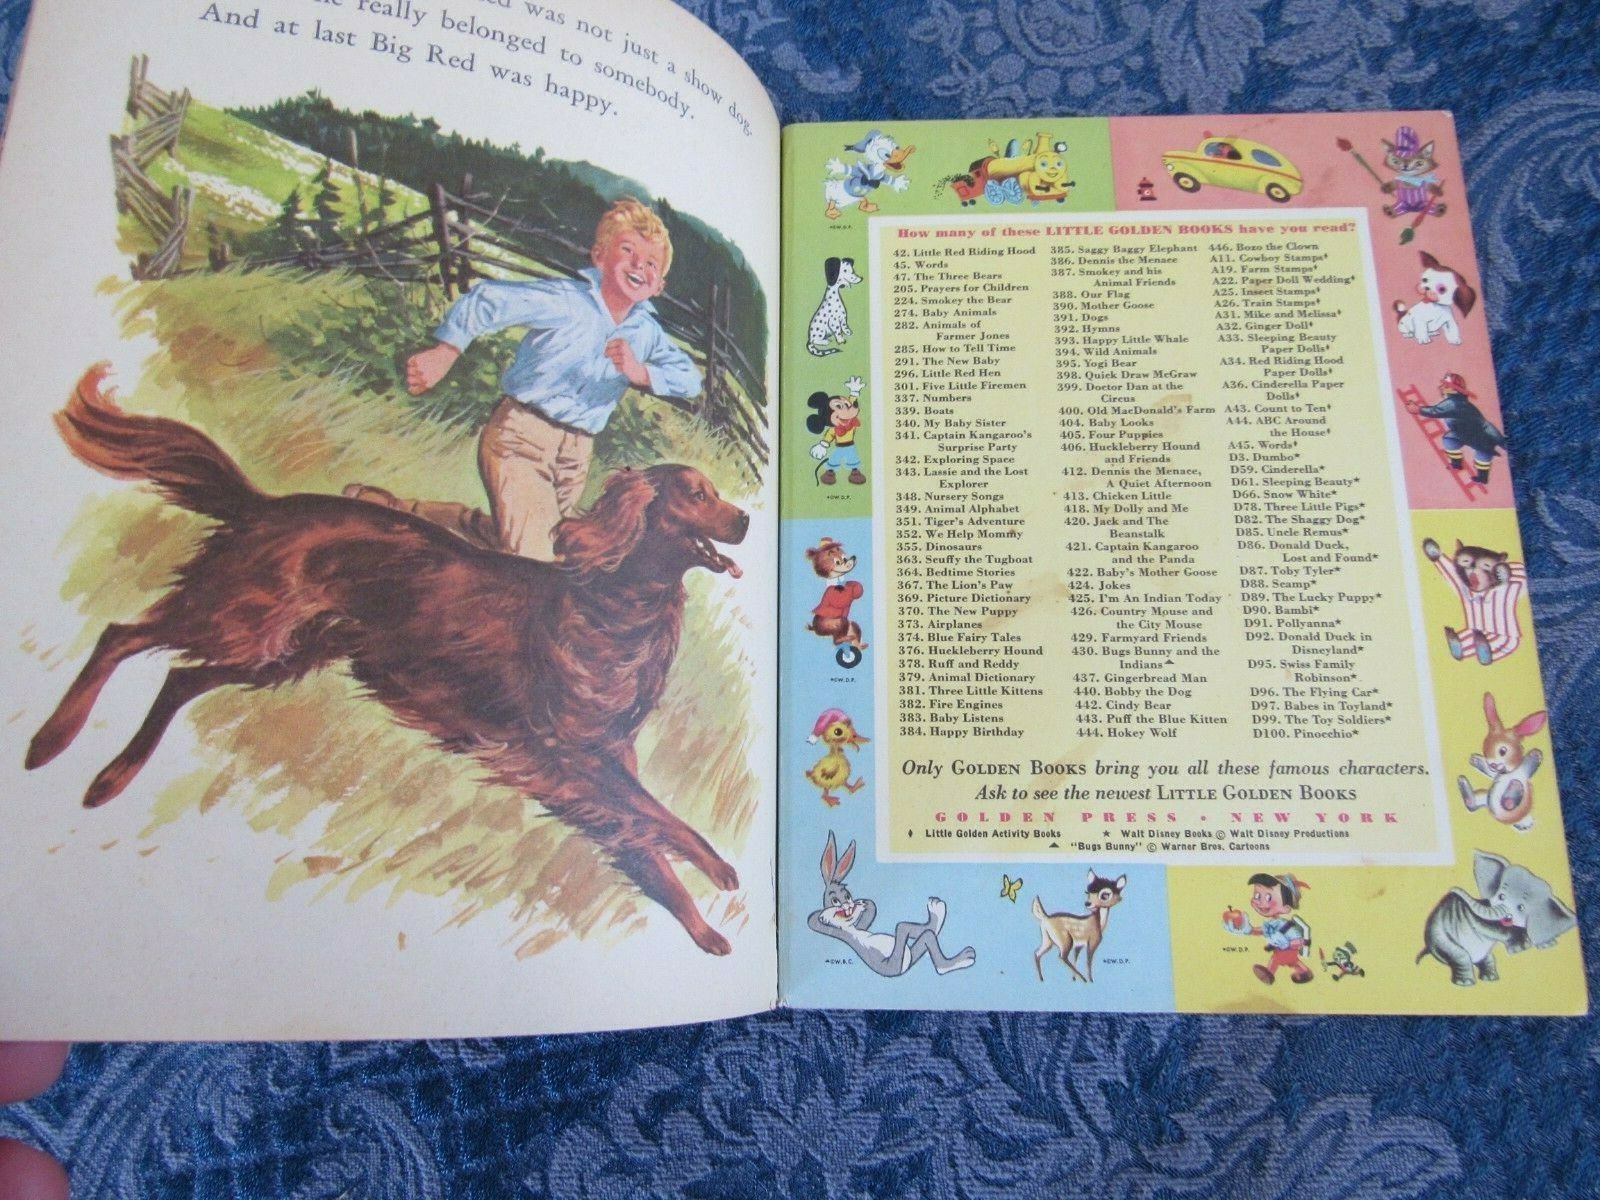 was not just a show dog.
really belonged to somebody.
And at last Big Red was happy.
How many of these LITTLE GOLDEN BOOKS have you read?
42. Little Red Riding Hood
45. Words
47. The Three Bears
205. Prayers for Children
224. Smokey the Bear
274. Baby Animals
282. Animals of
Farmer Jones
285. How to Tell Time
291. The New Baby
296. Little Red Hen
301. Five Little Firemen
337. Numbers
339. Boats
340. My Baby Sister
341. Captain Kangaroo's
Surprise Party
342. Exploring Space
343. Lassie and the Lost
Explorer
348. Nursery Songs
349. Animal Alphabet
351. Tiger's Adventure
352. We Help Mommy
355. Dinosaurs
363. Scuffy the Tugboat
364. Bedtime Stories
367. The Lion's Paw
369. Picture Dictionary
370. The New Puppy
373. Airplanes
374. Blue Fairy Tales
376. Huckleberry Hound
378. Ruff and Reddy
379. Animal Dictionary
381. Three Little Kittens
382. Fire Engines
383. Baby Listens
384. Happy Birthday
385. Saggy Baggy Elephant
386. Dennis the Menace
387. Smokey and his
Animal Friends
388. Our Flag
390. Mother Goose
391. Dogs
392. Hymns
393. Happy Little Whale
394. Wild Animals
395. Yogi Bear
398. Quick Draw McGraw
399. Doctor Dan at the
Circus
400. Old MacDonald's Farm
404. Baby Looks
405. Four Puppies
406. Huckleberry Hound
and Friends
412. Dennis the Menace,
A Quiet Afternoon
413. Chicken Little
418. My Dolly and Me
420. Jack and The
Beanstalk
421. Captain Kangaroo
and the Panda
422. Baby's Mother Goose
424. Jokes
425. I'm An Indian Today
426. Country Mouse and
the City Mouse
429. Farmyard Friends
430. Bugs Bunny and the
Indians▲
437. Gingerbread Man
440. Bobby the Dog
442. Cindy Bear
443. Puff the Blue Kitten
444. Hokey Wolf
446. Bozo the Clown
A11. Cowboy Stamps♦
A19. Farm Stamps♦
A22. Paper Doll Wedding♦
A25. Insect Stamps♦
A26. Train Stamps♦
A31. Mike and Melissa♦
A32. Ginger Doll♦
A33. Sleeping Beauty
Paper Dolls♦
A34. Red Riding Hood
Paper Dolls♦
A36. Cinderella Paper
Dolls♦
A43. Count to Ten♦
A44. ABC Around
the House♦
A45. Words♦
D3. Dumbo★
D59. Cinderella★
D61. Sleeping Beauty★
D66. Snow White★
D78. Three Little Pigs★
D82. The Shaggy Dog★
D85. Uncle Remus★
D86. Donald Duck,
Lost and Found★
D87. Toby Tyler★
D88. Scamp★
D89. The Lucky Puppy★
D90. Bambi★
D91. Pollyanna★
D92. Donald Duck in
Disneyland★
D95. Swiss Family
Robinson★
D96. The Flying Car★
D97. Babes in Toyland★
D99. The Toy Soldiers★
D100. Pinocchio★
Only GOLDEN BOOKS bring you all these famous characters.
Ask to see the newest LITTLE GOLDEN BOOKS
GOLDEN PRESS • NEW YORK
♦ Little Golden Activity Books ★ Walt Disney Books © Walt Disney Productions
▲ "Bugs Bunny" © Warner Bros. Cartoons
★©W.D.P.
★©W.D.P.
★©W.D.P.
▲©W.B.C.
★©W.D.P.
★©W.D.P.